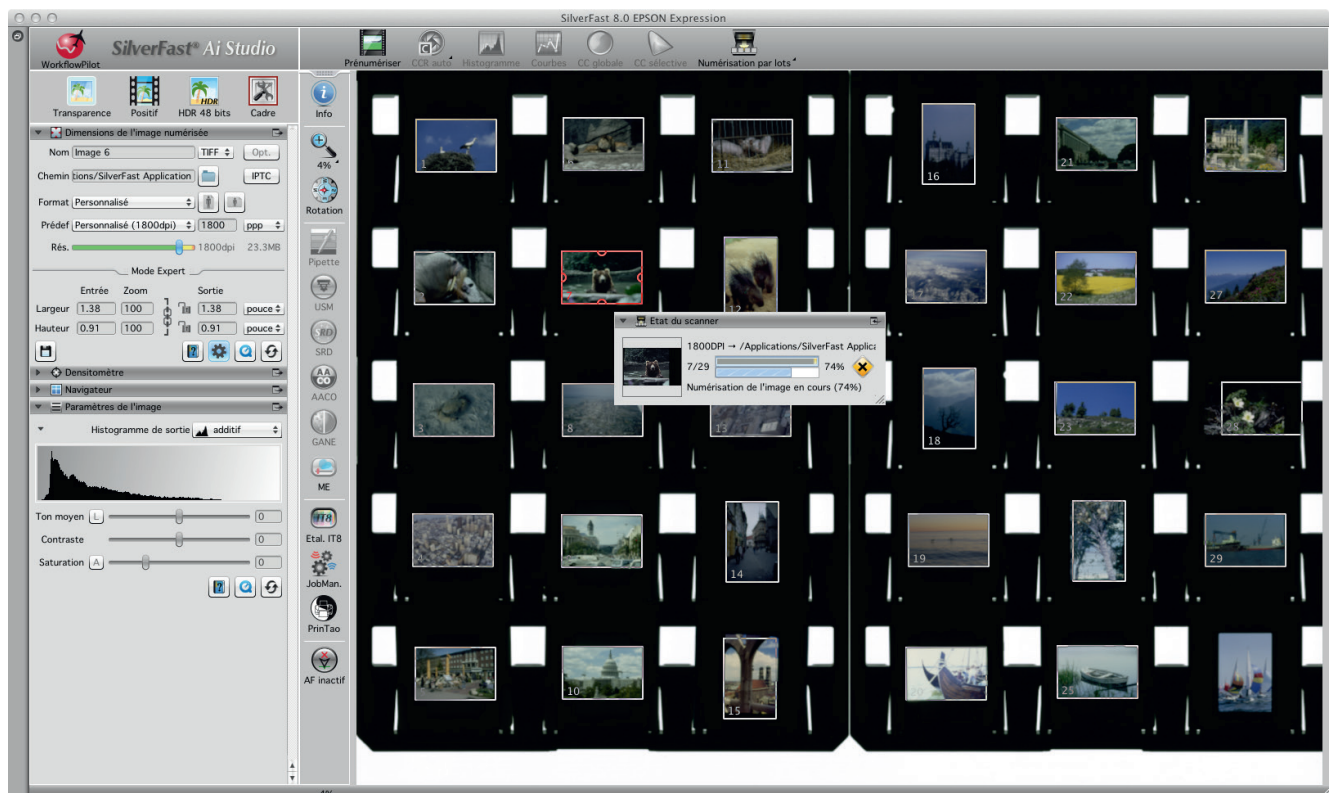 SilverFast 8.0 EPSON Expression
SilverFast® Ai Studio
WorkflowPilot
Prénumériser CCR auto Histogramme Courbes CC globale CC sélective Numérisation par lots
Transparence Positif HDR 48 bits Cadre
HDR
Dimensions de l'image numérisée
Nom Image 6 TIFF Opt.
Chemin tions/SilverFast Application IPTC
Format Personnalisé
Prédef Personnalisé (1800dpi) 1800 ppp
Rés. 1800dpi 23.3MB
Mode Expert
Entrée Zoom Sortie
Largeur 1.38 100 1.38 pouce
Hauteur 0.91 100 0.91 pouce
Densitomètre
Navigateur
Paramètres de l'image
Histogramme de sortie additif
Ton moyen L 0
Contraste 0
Saturation A 0
Info
4%
Rotation
Pipette
USM
SRD
SRD
AA
CO
AACO
GANE
ME
IT8
Etal. IT8
JobMan.
PrinTao
AF inactif
1 6 11 16 21
12 22 27
Etat du scanner
1800DPI → /Applications/SilverFast Applica
7/29 74%
Numérisation de l'image en cours (74%)
3 8 13 18 23 28
14 19 29
10 15 20 25